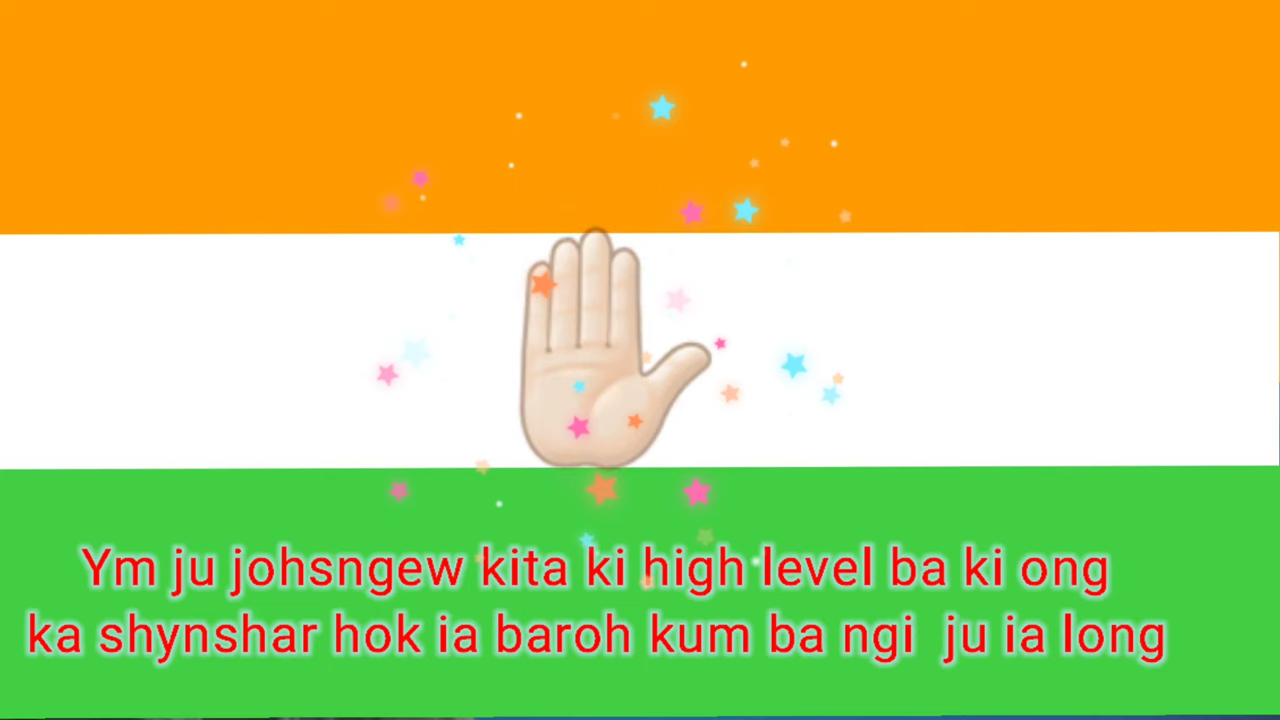 Ym ju johsngew kita ki high level ba ki ong
ka shynshar hok ia baroh kum ba ngi  ju ia long